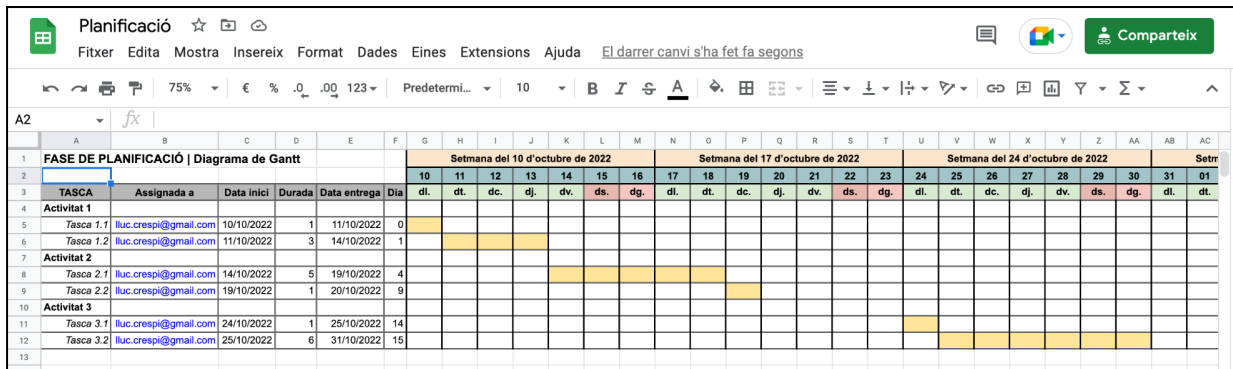 Planificació
Fitxer Edita Mostra Insereix Format Dades Eines Extensions Ajuda El darrer canvi s'ha fet fa segons
Comparteix
75% € % .0 .00 123 Predetermi... 10 B I S A
A2 fx
A B C D E F G H I J K L M N O P Q R S T U V W X Y Z AA AB AC
1 FASE DE PLANIFICACIÓ | Diagrama de Gantt Setmana del 10 d'octubre de 2022 Setmana del 17 d'octubre de 2022 Setmana del 24 d'octubre de 2022 Setm
2 10 11 12 13 14 15 16 17 18 19 20 21 22 23 24 25 26 27 28 29 30 31 01
3 TASCA Assignada a Data inici Durada Data entrega Dia dl. dt. dc. dj. dv. ds. dg. dl. dt. dc. dj. dv. ds. dg. dl. dt. dc. dj. dv. ds. dg. dl. dt.
4 Activitat 1
5 Tasca 1.1 lluc.crespi@gmail.com 10/10/2022 1 11/10/2022 0
6 Tasca 1.2 lluc.crespi@gmail.com 11/10/2022 3 14/10/2022 1
7 Activitat 2
8 Tasca 2.1 lluc.crespi@gmail.com 14/10/2022 5 19/10/2022 4
9 Tasca 2.2 lluc.crespi@gmail.com 19/10/2022 1 20/10/2022 9
10 Activitat 3
11 Tasca 3.1 lluc.crespi@gmail.com 24/10/2022 1 25/10/2022 14
12 Tasca 3.2 lluc.crespi@gmail.com 25/10/2022 6 31/10/2022 15
13